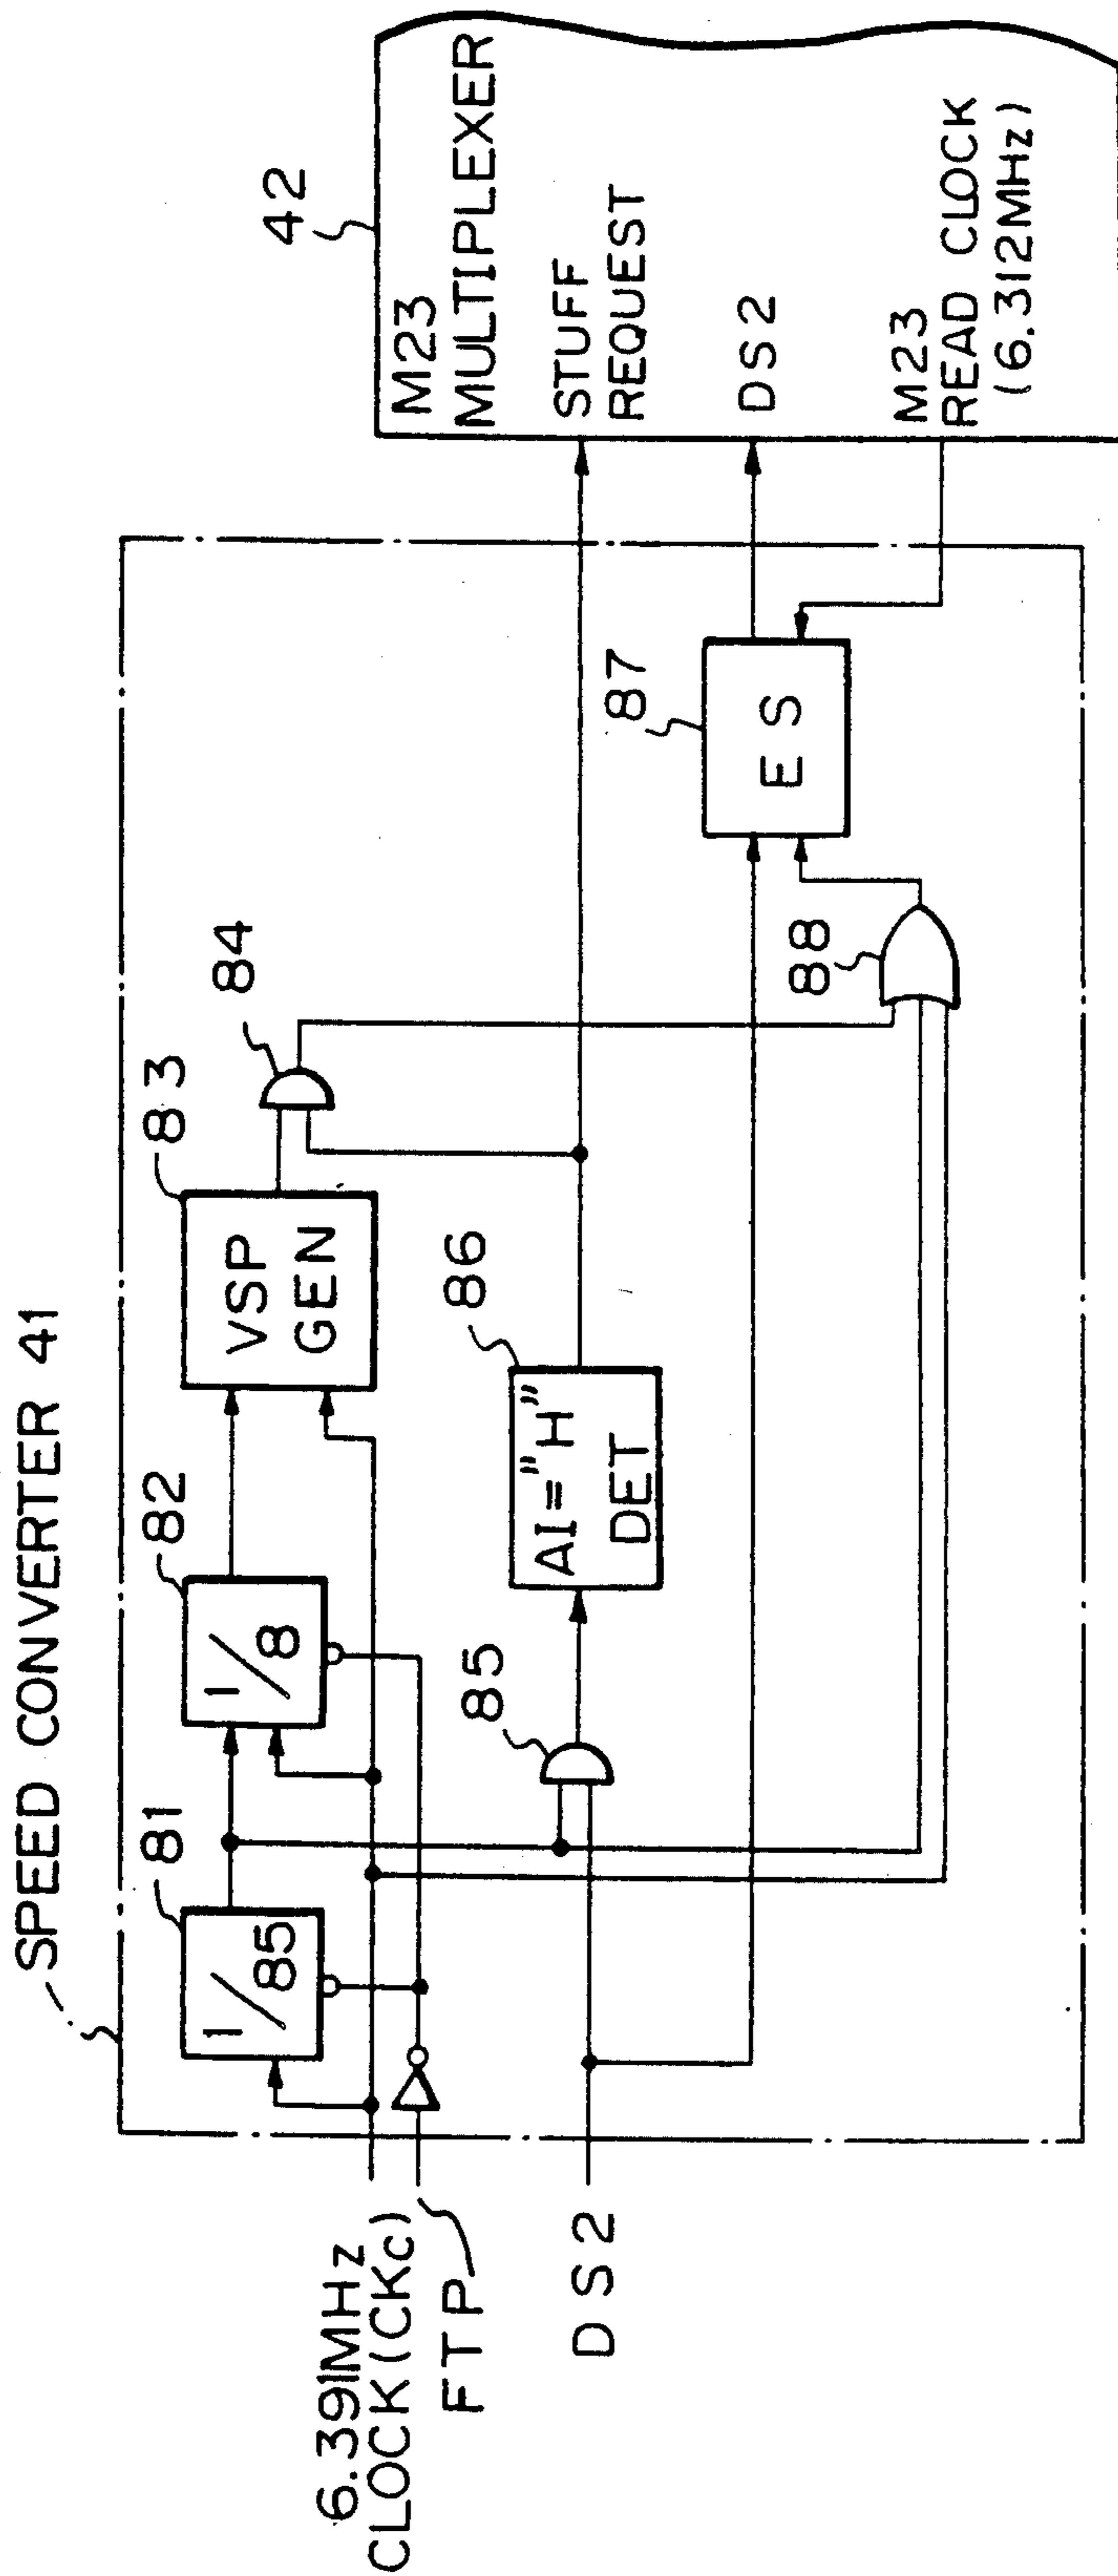 SPEED CONVERTER 41
6.391MHz
CLOCK(CKc)
FTP
DS2
81
1/85
82
1/8
83
VSP
GEN
84
85
86
AI="H"
DET
87
ES
88
42
M23
MULTIPLEXER
STUFF
REQUEST
DS2
M23
READ CLOCK
(6.312MHz)